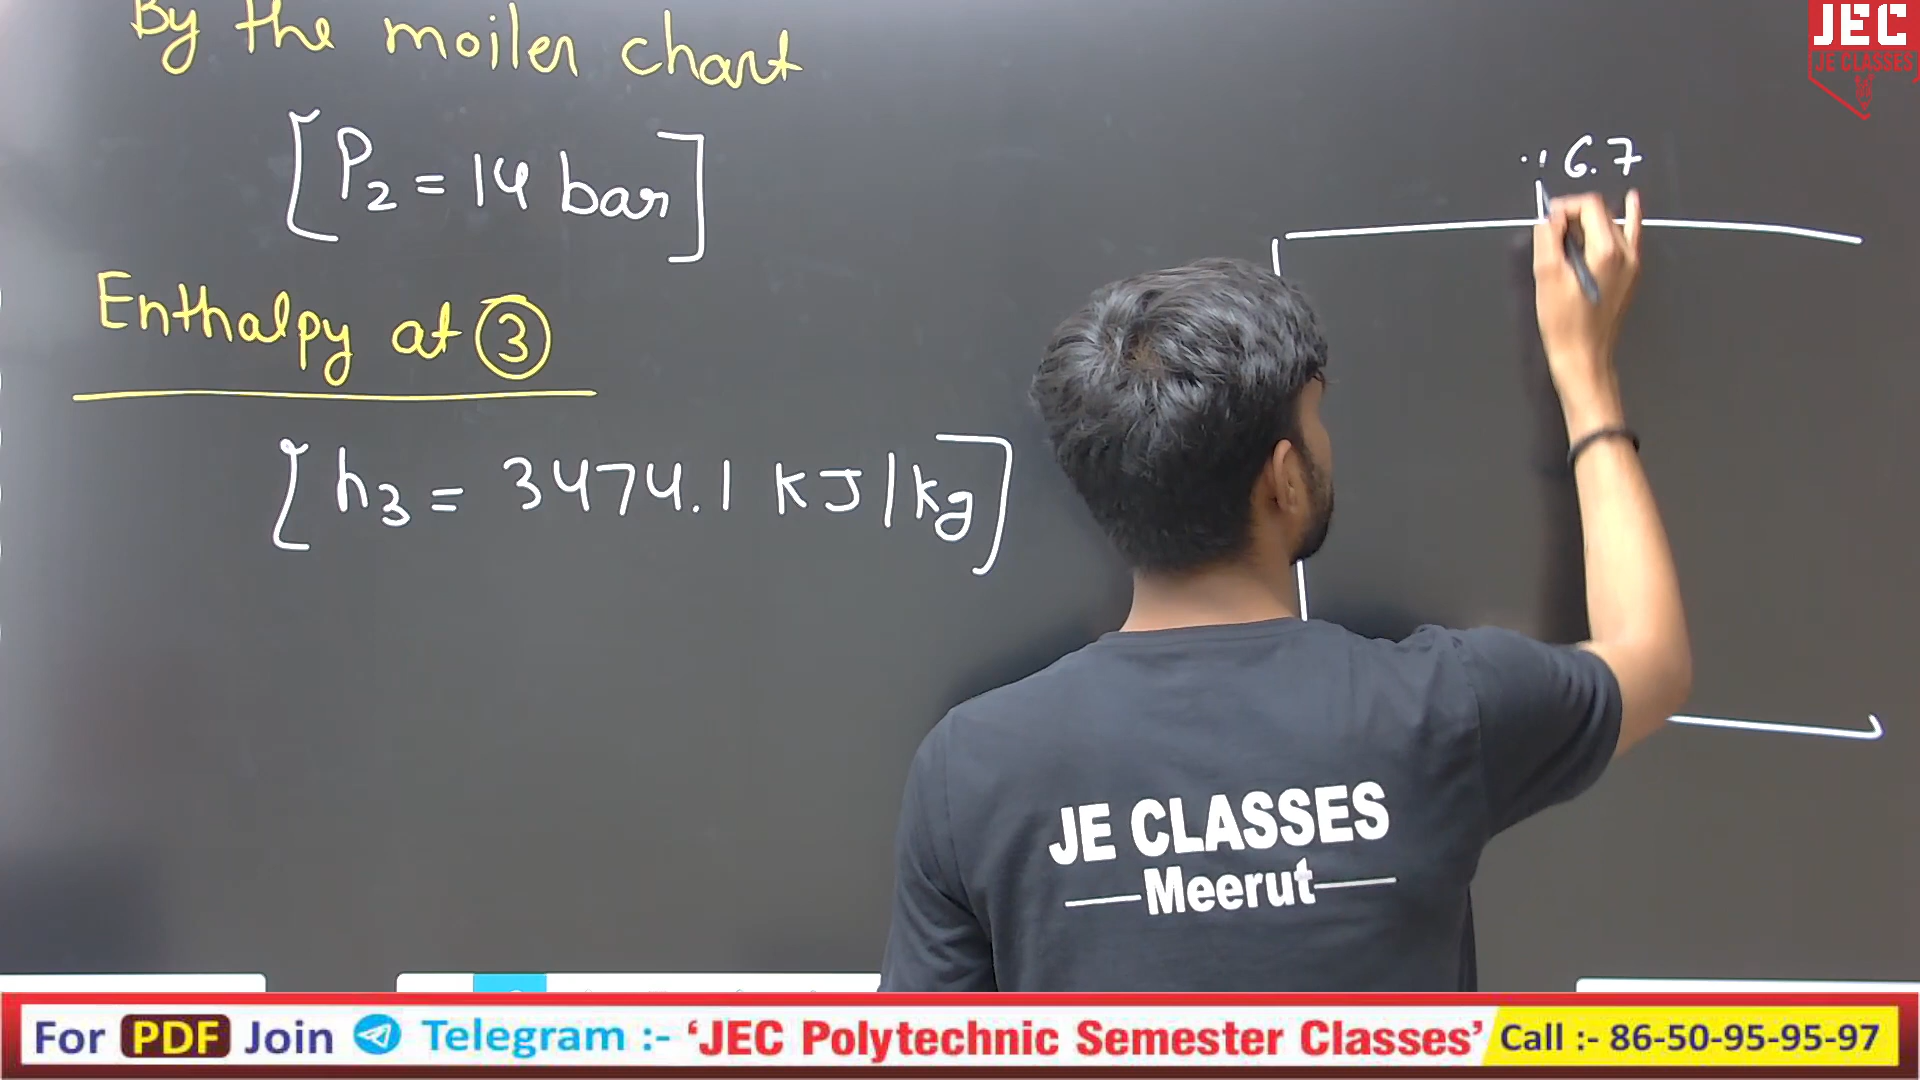 By the moiler chart
[P2 = 14 bar]
Enthalpy at ③
[h3 = 3474.1 KJ/kg]
6.7
JEC
JE CLASSES
JE CLASSES
Meerut
For PDF Join Telegram :- ‘JEC Polytechnic Semester Classes’ Call :- 86-50-95-95-97